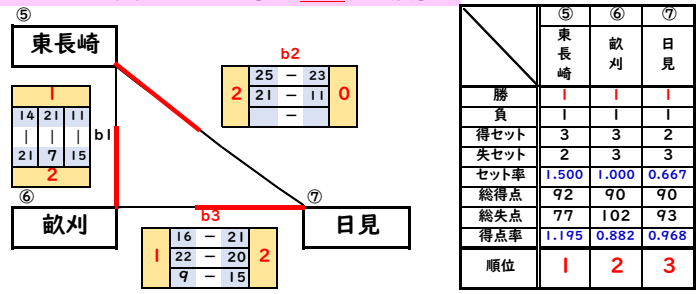 ⑤
東長崎
b2
2
25 － 23
21 － 11
－
0
1
14 21 11
| | |
21 7 15
2
b1
⑥
畝刈
⑦
日見
b3
1
16 － 21
22 － 20
9 － 15
2
⑤ ⑥ ⑦
東長崎 畝刈 日見
勝 1 1 1
負 1 1 1
得セット 3 3 2
失セット 2 3 3
セット率 1.500 1.000 0.667
総得点 92 90 90
総失点 77 102 93
得点率 1.195 0.882 0.968
順位 1 2 3